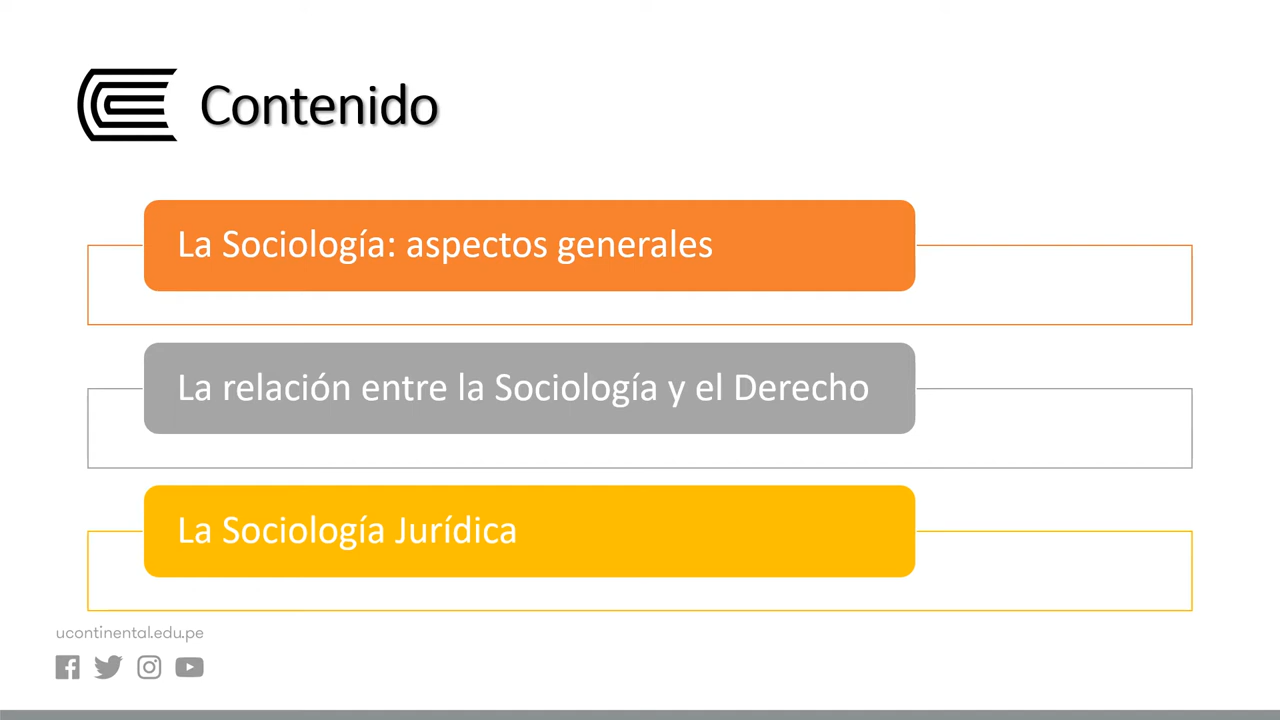 Contenido
La Sociología: aspectos generales
La relación entre la Sociología y el Derecho
La Sociología Jurídica
ucontinental.edu.pe